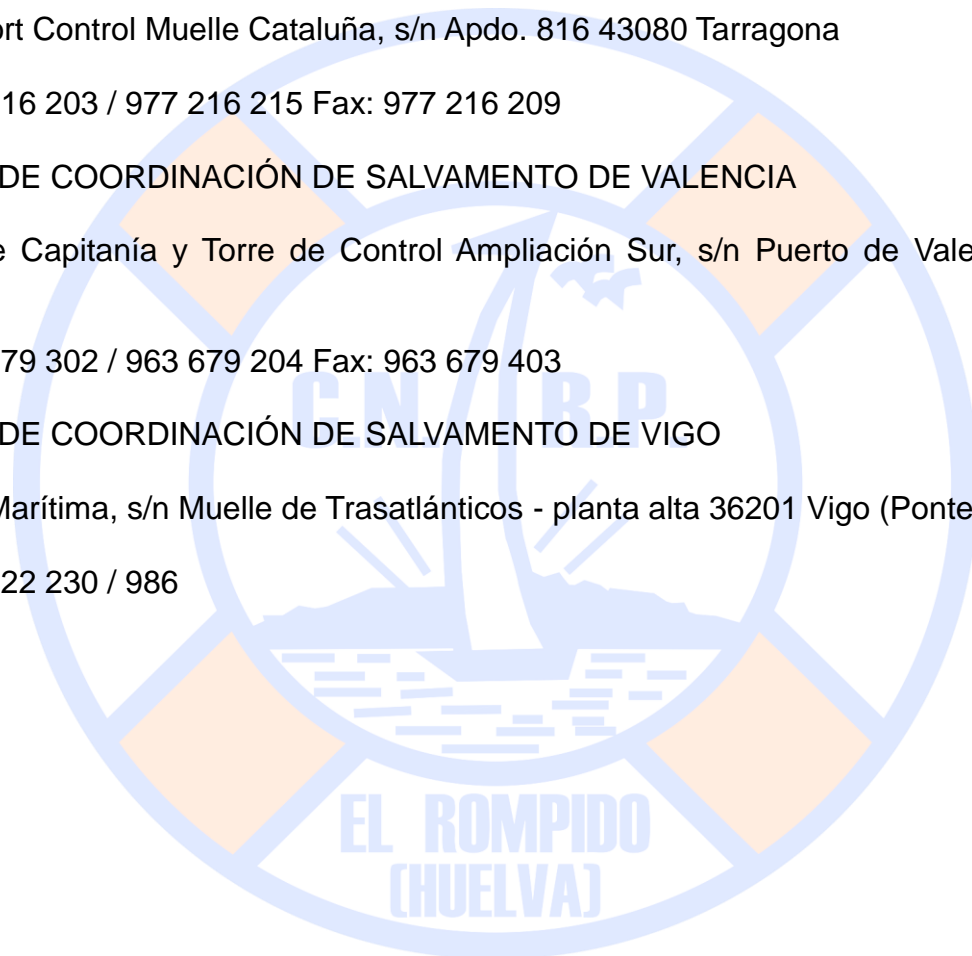 ort Control Muelle Cataluña, s/n Apdo. 816 43080 Tarragona
16 203 / 977 216 215 Fax: 977 216 209
DE COORDINACIÓN DE SALVAMENTO DE VALENCIA
e Capitanía y Torre de Control Ampliación Sur, s/n Puerto de Vale
79 302 / 963 679 204 Fax: 963 679 403
C.N. R.P.
DE COORDINACIÓN DE SALVAMENTO DE VIGO
Marítima, s/n Muelle de Trasatlánticos - planta alta 36201 Vigo (Ponte
22 230 / 986
EL ROMPIDO
(HUELVA)